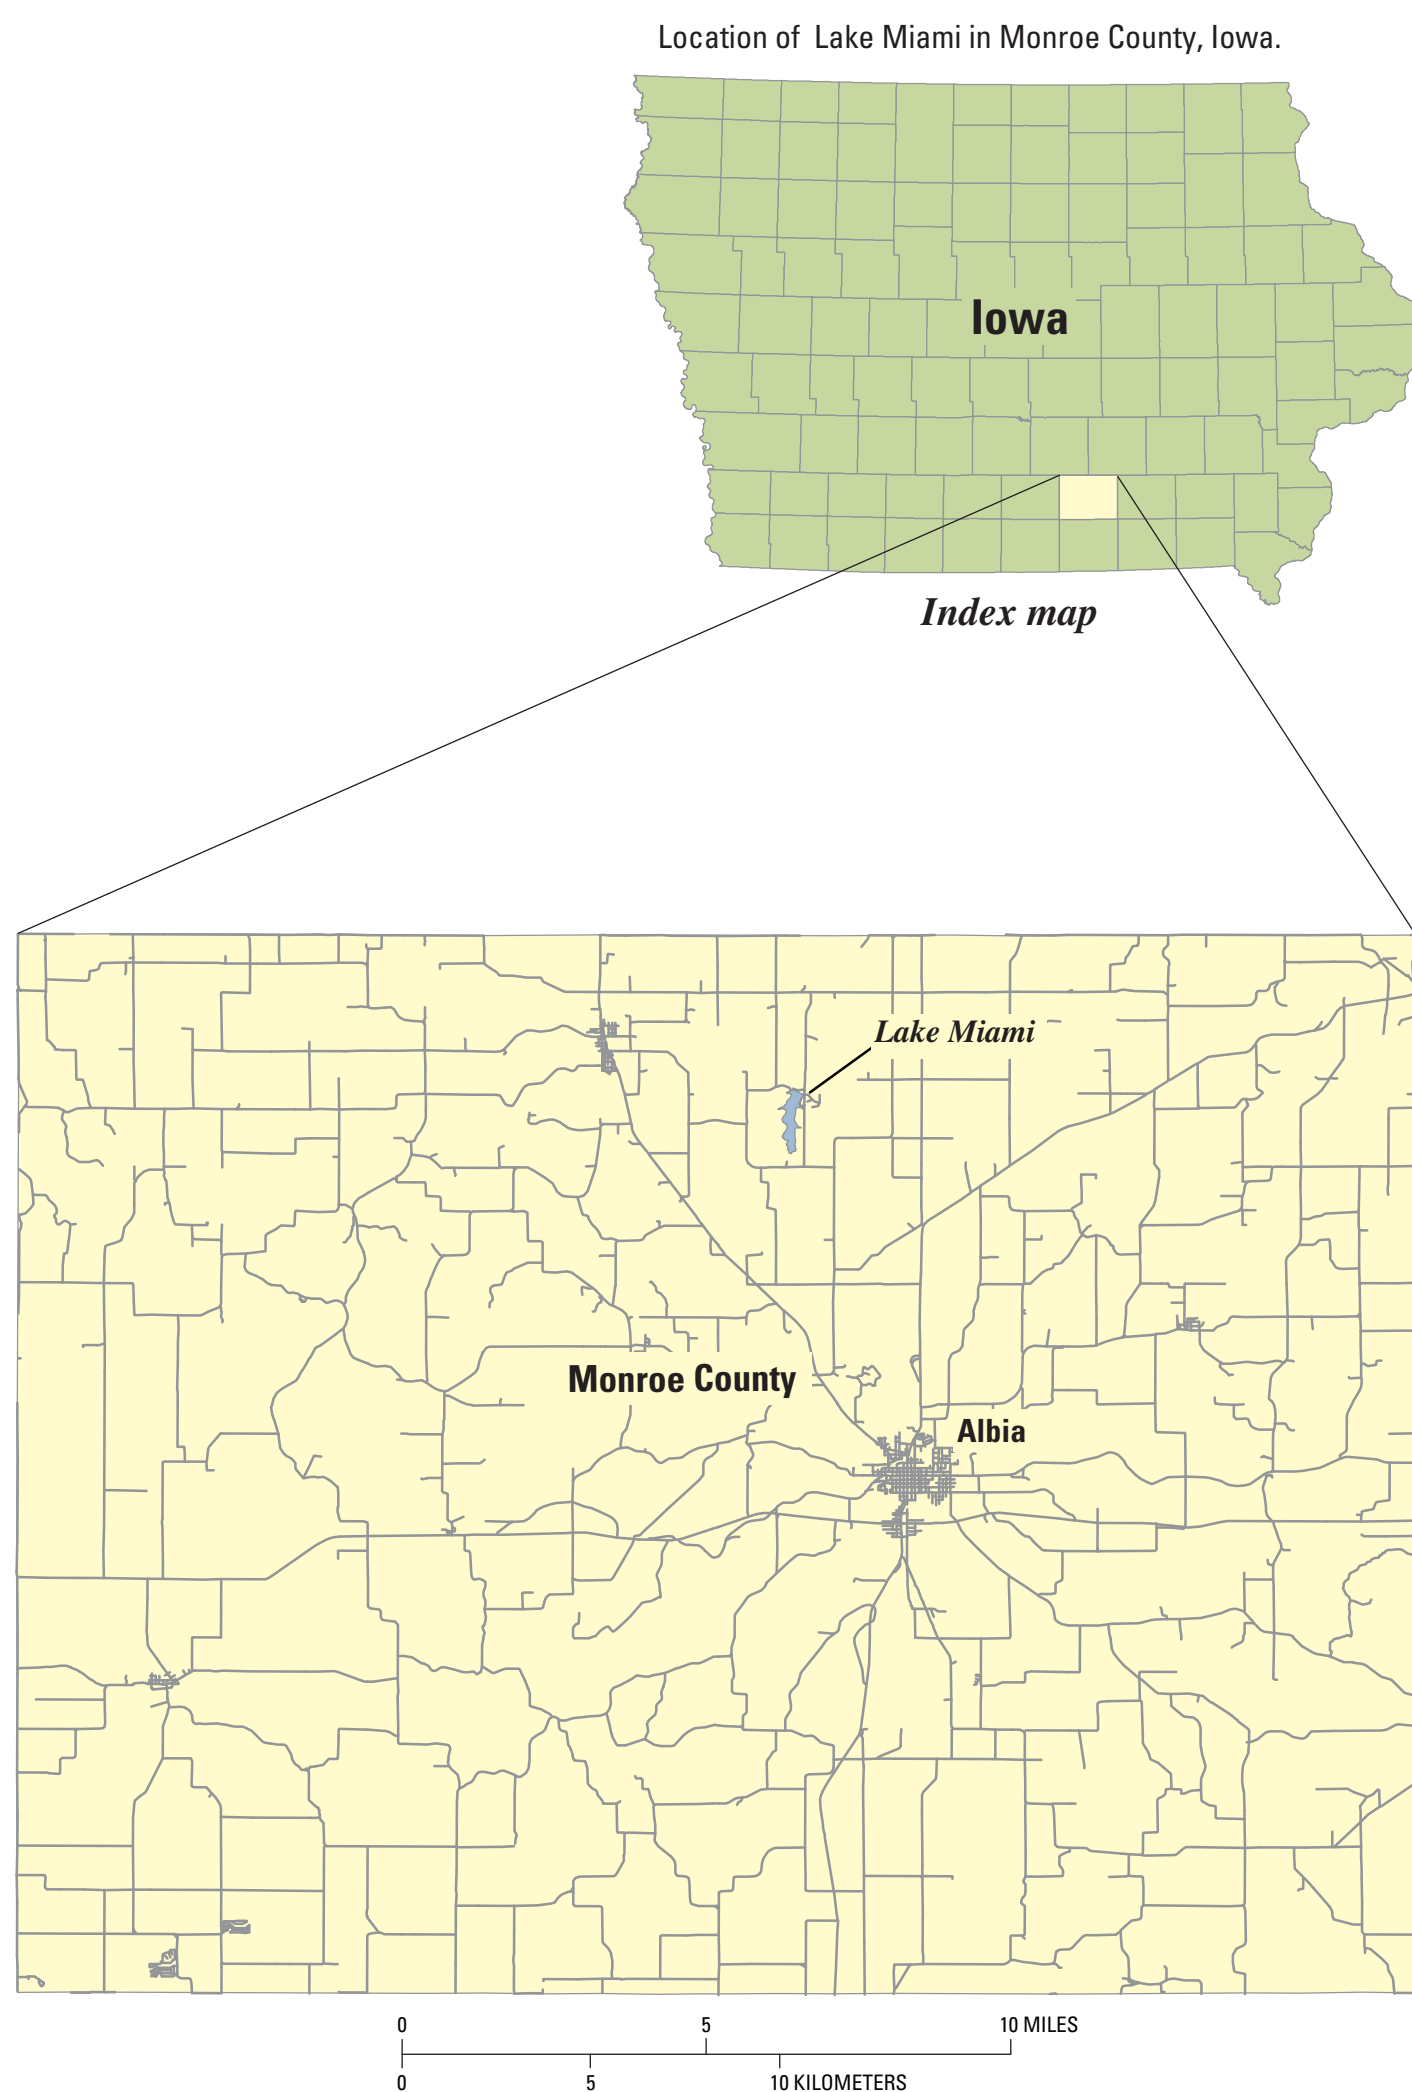 Location of Lake Miami in Monroe County, Iowa.
Iowa
Index map
Lake Miami
Monroe County
Albia
0 5 10 MILES
0 5 10 KILOMETERS